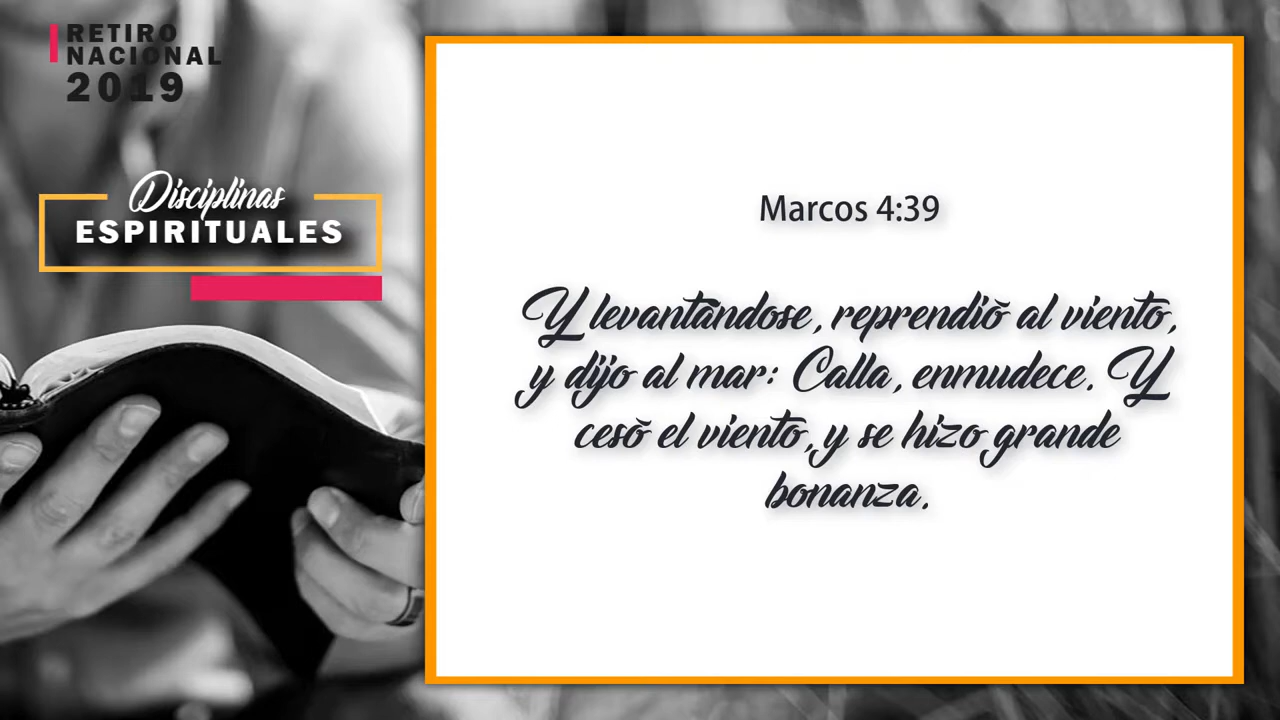 RETIRO
NACIONAL
2019
Disciplinas
ESPIRITUALES
Marcos 4:39
Y levantándose, reprendió al viento,
y dijo al mar: Calla, enmudece. Y
cesó el viento, y se hizo grande
bonanza.